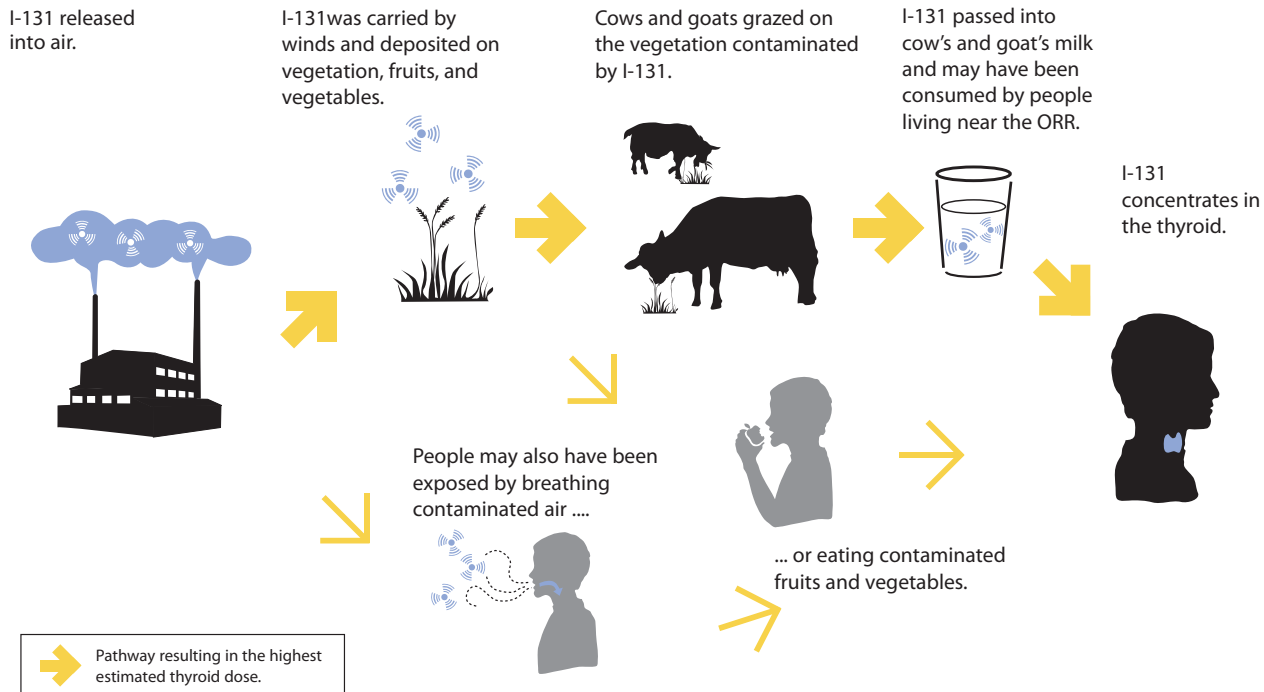 I-131 released
into air.
I-131was carried by
winds and deposited on
vegetation, fruits, and
vegetables.
Cows and goats grazed on
the vegetation contaminated
by I-131.
I-131 passed into
cow's and goat's milk
and may have been
consumed by people
living near the ORR.
I-131
concentrates in
the thyroid.
People may also have been
exposed by breathing
contaminated air ....
... or eating contaminated
fruits and vegetables.
Pathway resulting in the highest
estimated thyroid dose.